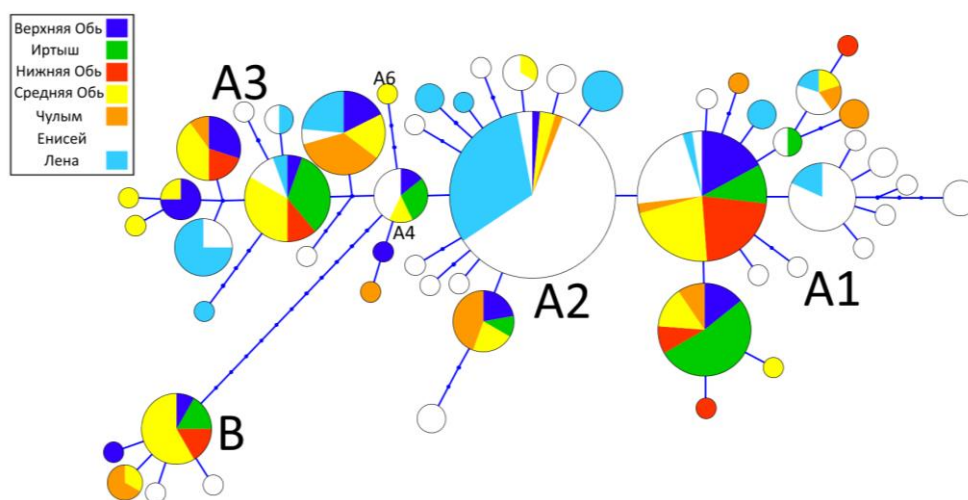 Верхняя Обь
Иртыш
Нижняя Обь
Средняя Обь
Чулым
Енисей
Лена
A3
A6
A4
A2
A1
B